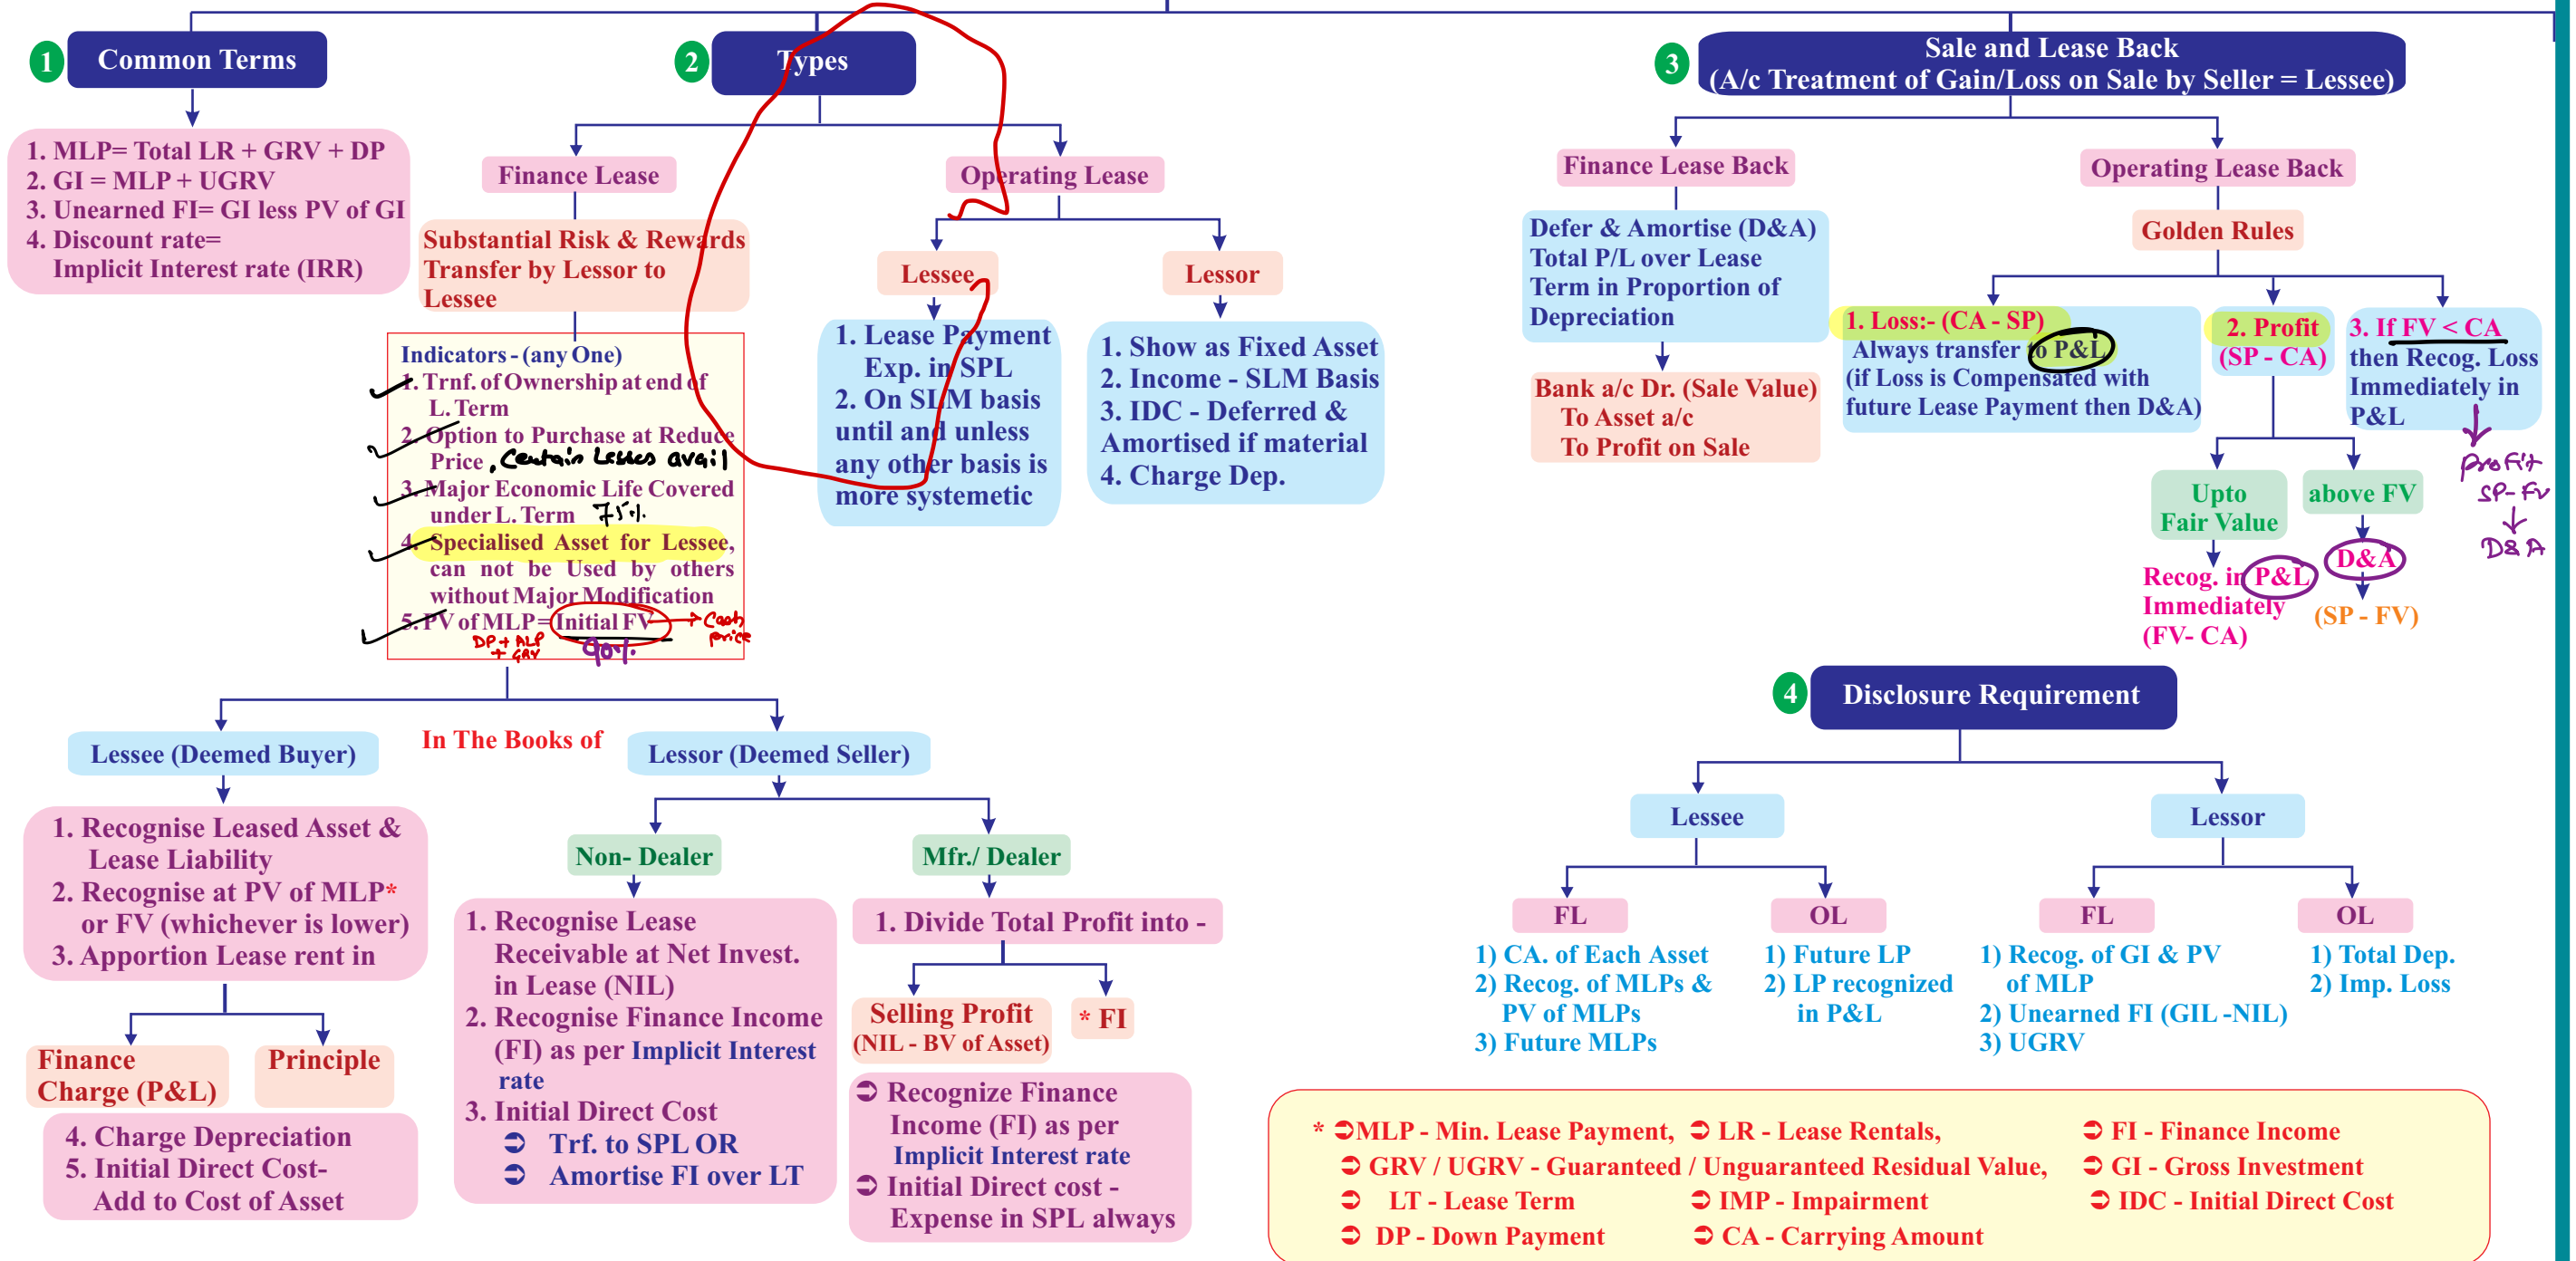 1 Common Terms
1. MLP= Total LR + GRV + DP
2. GI = MLP + UGRV
3. Unearned FI= GI less PV of GI
4. Discount rate=
Implicit Interest rate (IRR)
2 Types
Finance Lease
Substantial Risk & Rewards
Transfer by Lessor to
Lessee
Indicators - (any One)
1. Trnf. of Ownership at end of
L. Term
2. Option to Purchase at Reduce
Price , Certain Lessee avail
3. Major Economic Life Covered
under L. Term 75%
4. Specialised Asset for Lessee,
can not be Used by others
without Major Modification
5. PV of MLP= Initial FV → Cash
price
DP + ALP
+ GRV
90%
Operating Lease
Lessee
1. Lease Payment
Exp. in SPL
2. On SLM basis
until and unless
any other basis is
more systemetic
Lessor
1. Show as Fixed Asset
2. Income - SLM Basis
3. IDC - Deferred &
Amortised if material
4. Charge Dep.
In The Books of
Lessee (Deemed Buyer)
1. Recognise Leased Asset &
Lease Liability
2. Recognise at PV of MLP*
or FV (whichever is lower)
3. Apportion Lease rent in
Finance
Charge (P&L)
Principle
4. Charge Depreciation
5. Initial Direct Cost-
Add to Cost of Asset
Lessor (Deemed Seller)
Non- Dealer
1. Recognise Lease
Receivable at Net Invest.
in Lease (NIL)
2. Recognise Finance Income
(FI) as per Implicit Interest
rate
3. Initial Direct Cost
➲ Trf. to SPL OR
➲ Amortise FI over LT
Mfr./ Dealer
1. Divide Total Profit into -
Selling Profit
(NIL - BV of Asset)
* FI
➲ Recognize Finance
Income (FI) as per
Implicit Interest rate
➲ Initial Direct cost -
Expense in SPL always
3 Sale and Lease Back
(A/c Treatment of Gain/Loss on Sale by Seller = Lessee)
Finance Lease Back
Defer & Amortise (D&A)
Total P/L over Lease
Term in Proportion of
Depreciation
Bank a/c Dr. (Sale Value)
To Asset a/c
To Profit on Sale
Operating Lease Back
Golden Rules
1. Loss:- (CA - SP)
Always transfer to P&L
(if Loss is Compensated with
future Lease Payment then D&A)
2. Profit
(SP - CA)
Upto
Fair Value
Recog. in P&L
Immediately
(FV- CA)
above FV
D&A
(SP - FV)
3. If FV < CA
then Recog. Loss
Immediately in
P&L
Profit
SP-FV
D&A
4 Disclosure Requirement
Lessee
FL
1) CA. of Each Asset
2) Recog. of MLPs &
PV of MLPs
3) Future MLPs
OL
1) Future LP
2) LP recognized
in P&L
Lessor
FL
1) Recog. of GI & PV
of MLP
2) Unearned FI (GIL -NIL)
3) UGRV
OL
1) Total Dep.
2) Imp. Loss
* ➲MLP - Min. Lease Payment, ➲ LR - Lease Rentals, ➲ FI - Finance Income
➲ GRV / UGRV - Guaranteed / Unguaranteed Residual Value, ➲ GI - Gross Investment
➲ LT - Lease Term ➲ IMP - Impairment ➲ IDC - Initial Direct Cost
➲ DP - Down Payment ➲ CA - Carrying Amount